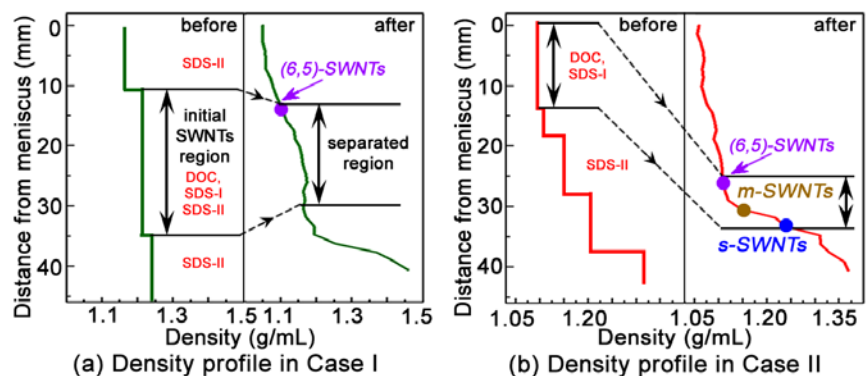 before
after
SDS-II
(6,5)-SWNTs
initial
SWNTs
region
DOC,
SDS-I
SDS-II
separated
region
SDS-II
Distance from meniscus (mm)
0
10
20
30
40
1.1
1.3
1.5
1.1
1.3
1.5
Density (g/mL)
(a) Density profile in Case I
before
after
DOC,
SDS-I
SDS-II
(6,5)-SWNTs
m-SWNTs
s-SWNTs
Distance from meniscus (mm)
0
10
20
30
40
1.05
1.20
1.05
1.20
1.35
Density (g/mL)
(b) Density profile in Case II